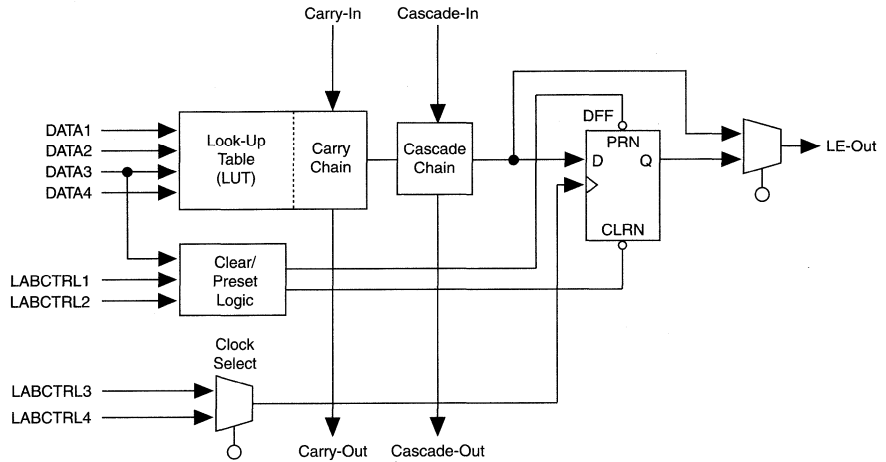 Carry-In
Cascade-In
DATA1
DATA2
DATA3
DATA4
Look-Up
Table
(LUT)
Carry
Chain
Cascade
Chain
DFF
PRN
D
Q
CLRN
LE-Out
LABCTRL1
LABCTRL2
Clear/
Preset
Logic
Clock
Select
LABCTRL3
LABCTRL4
Carry-Out
Cascade-Out